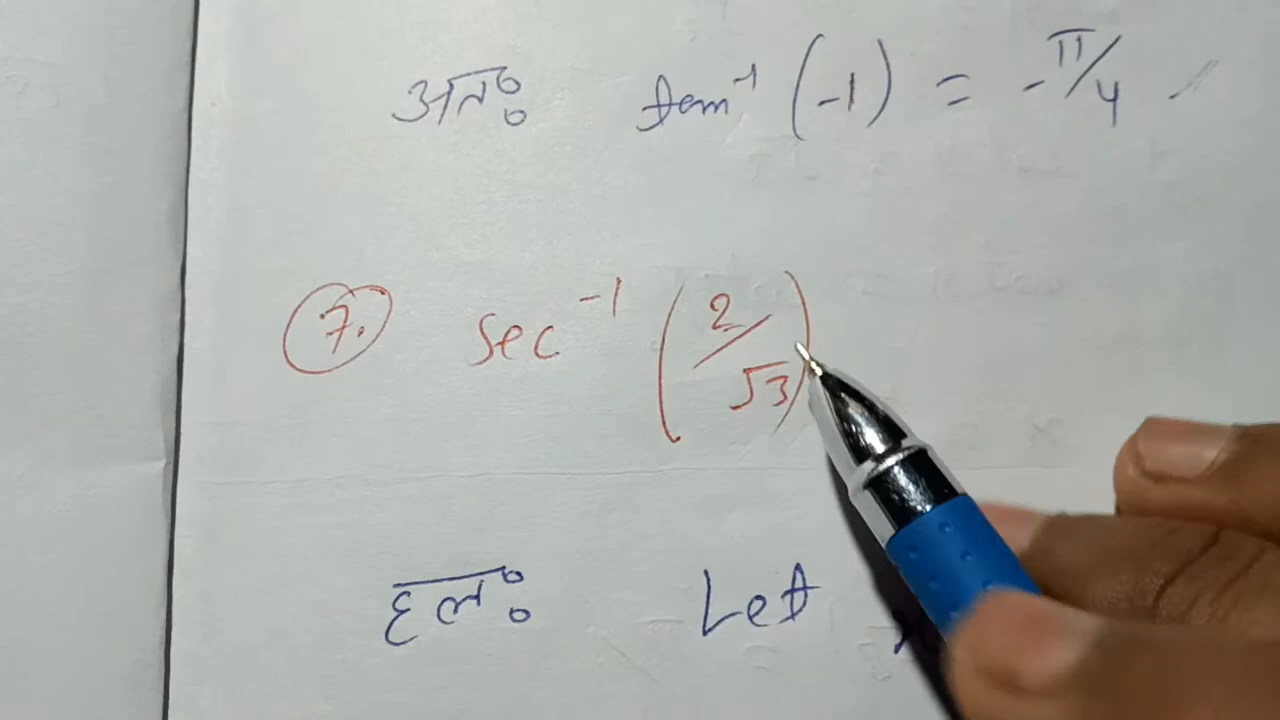 अतः tan⁻¹ (-1) = -π/4
7. sec⁻¹ (2/√3)
हलः Let